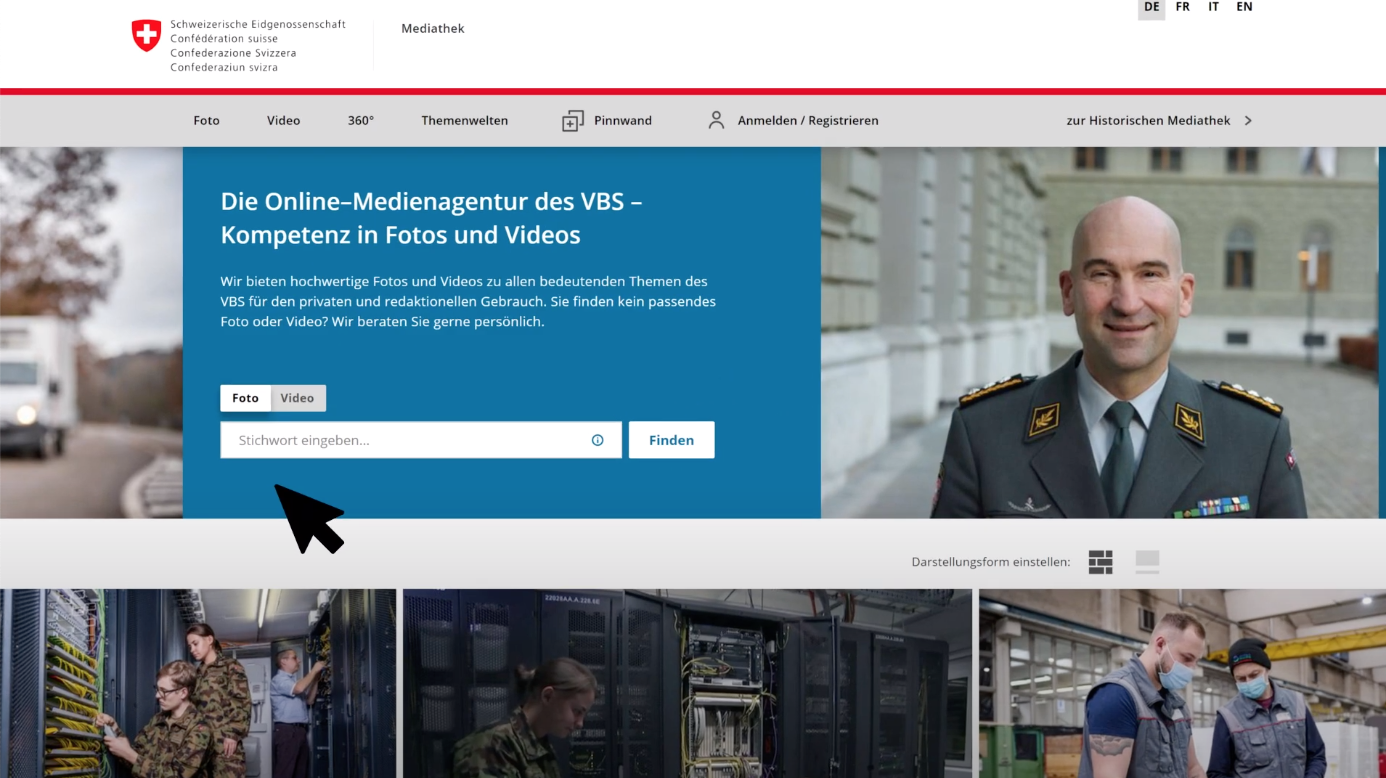 DE FR IT EN
Schweizerische Eidgenossenschaft
Confédération suisse
Confederazione Svizzera
Confederaziun svizra
Mediathek
Foto Video 360° Themenwelten Pinnwand Anmelden / Registrieren zur Historischen Mediathek
Die Online–Medienagentur des VBS –
Kompetenz in Fotos und Videos
Wir bieten hochwertige Fotos und Videos zu allen bedeutenden Themen des
VBS für den privaten und redaktionellen Gebrauch. Sie finden kein passendes
Foto oder Video? Wir beraten Sie gerne persönlich.
Foto Video
Stichwort eingeben...
Finden
Darstellungsform einstellen: